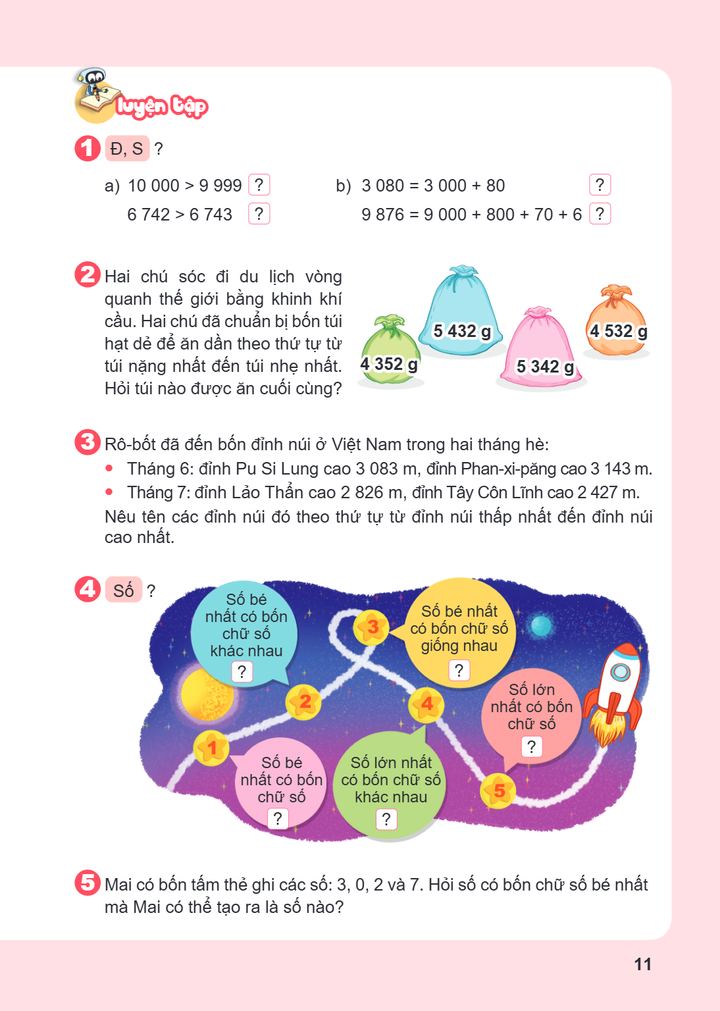 Luyện tập
1 Đ, S ?
a) 10 000 > 9 999 ?
6 742 > 6 743 ?
b) 3 080 = 3 000 + 80 ?
9 876 = 9 000 + 800 + 70 + 6 ?
2 Hai chú sóc đi du lịch vòng
quanh thế giới bằng khinh khí
cầu. Hai chú đã chuẩn bị bốn túi
hạt dẻ để ăn dần theo thứ tự từ
túi nặng nhất đến túi nhẹ nhất.
Hỏi túi nào được ăn cuối cùng?
4 352 g
5 432 g
5 342 g
4 532 g
3 Rô-bốt đã đến bốn đỉnh núi ở Việt Nam trong hai tháng hè:
• Tháng 6: đỉnh Pu Si Lung cao 3 083 m, đỉnh Phan-xi-păng cao 3 143 m.
• Tháng 7: đỉnh Lảo Thẩn cao 2 826 m, đỉnh Tây Côn Lĩnh cao 2 427 m.
Nêu tên các đỉnh núi đó theo thứ tự từ đỉnh núi thấp nhất đến đỉnh núi
cao nhất.
4 Số ?
1
Số bé
nhất có bốn
chữ số
?
2
Số bé
nhất có bốn
chữ số
khác nhau
?
3
Số bé nhất
có bốn chữ số
giống nhau
?
4
Số lớn nhất
có bốn chữ số
khác nhau
?
5
Số lớn
nhất có bốn
chữ số
?
5 Mai có bốn tấm thẻ ghi các số: 3, 0, 2 và 7. Hỏi số có bốn chữ số bé nhất
mà Mai có thể tạo ra là số nào?
11